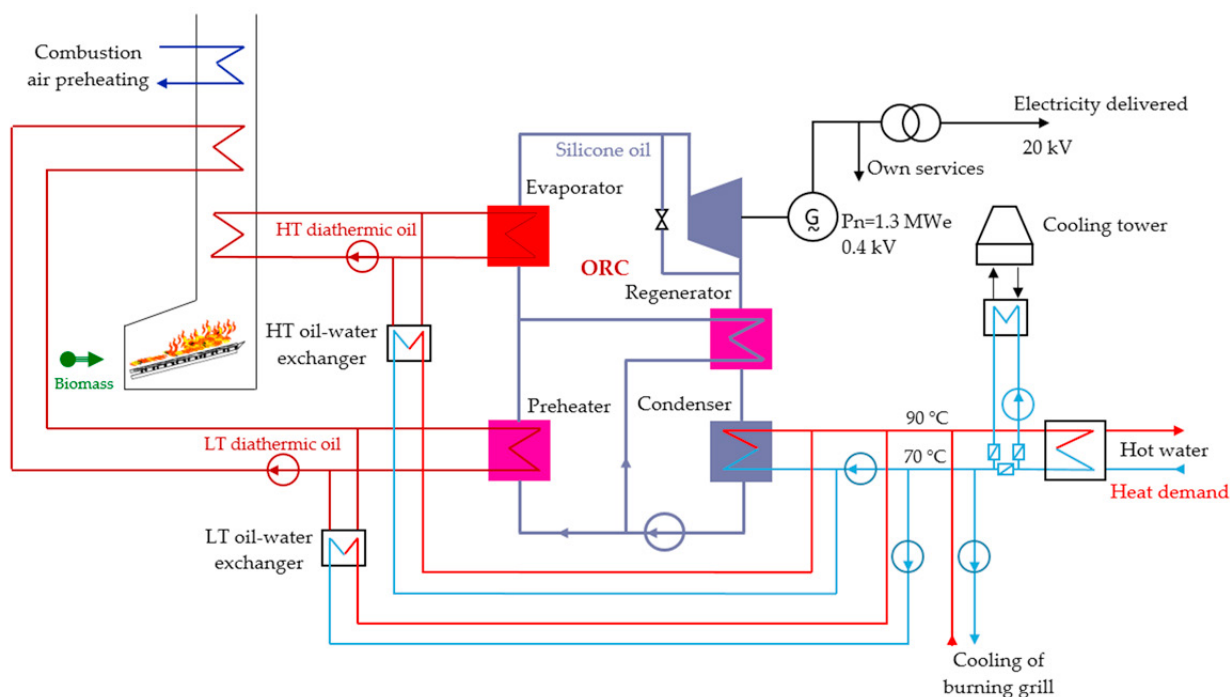 Combustion
air preheating
Electricity delivered
20 kV
Own services
Silicone oil
Evaporator
G
~
Pn=1.3 MWe
0.4 kV
Cooling tower
HT diathermic oil
ORC
Regenerator
HT oil-water
exchanger
Biomass
Preheater
Condenser
90 °C
LT diathermic oil
70 °C
Hot water
Heat demand
LT oil-water
exchanger
Cooling of
burning grill